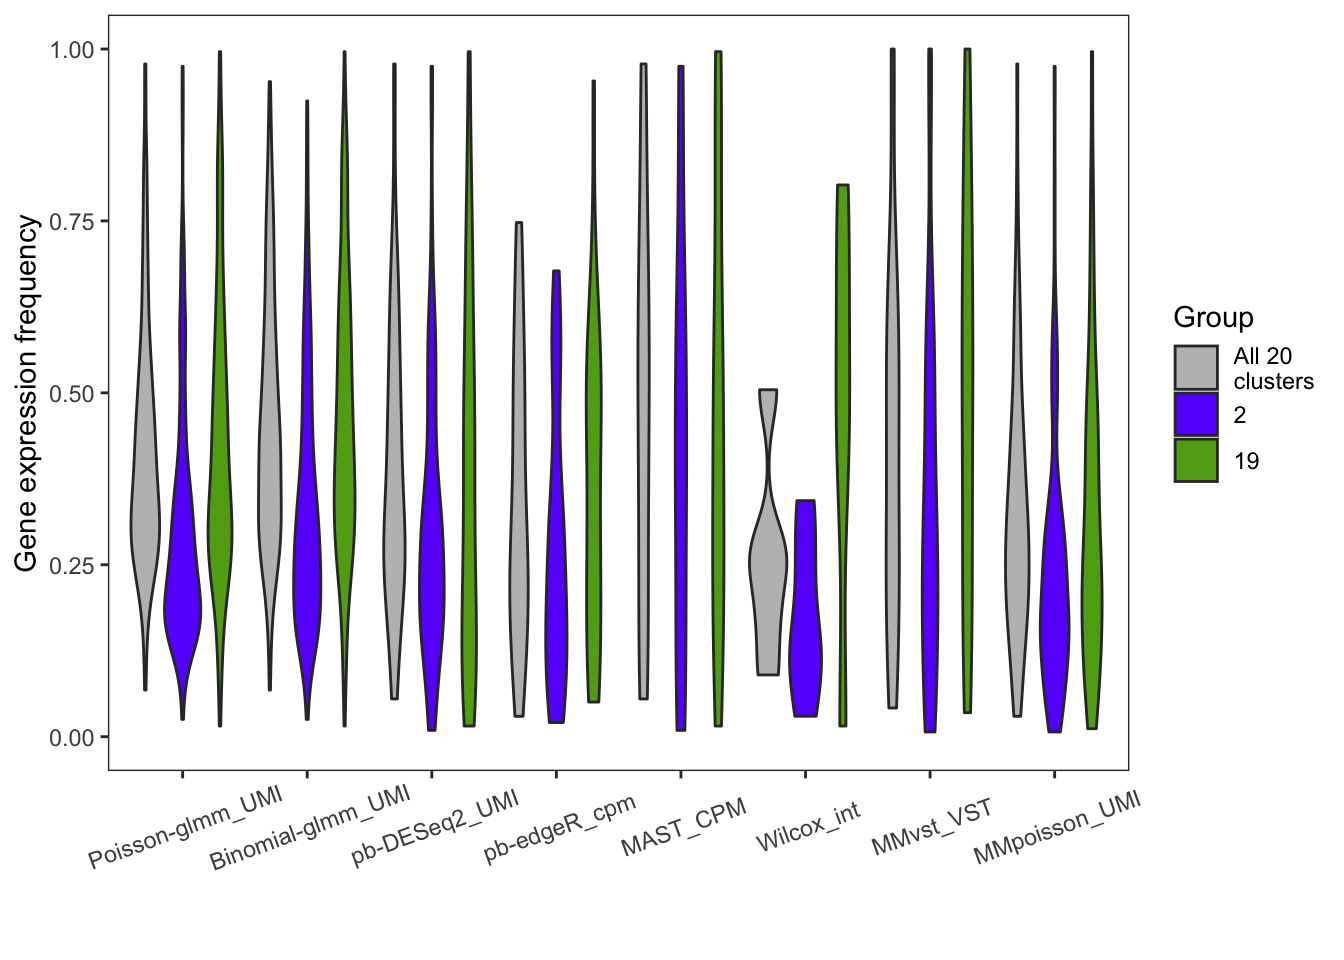 Gene expression frequency
1.00
0.75
0.50
0.25
0.00
Poisson-glmm_UMI
Binomial-glmm_UMI
pb-DESeq2_UMI
pb-edgeR_cpm
MAST_CPM
Wilcox_int
MMvst_VST
MMpoisson_UMI
Group
All 20
clusters
2
19